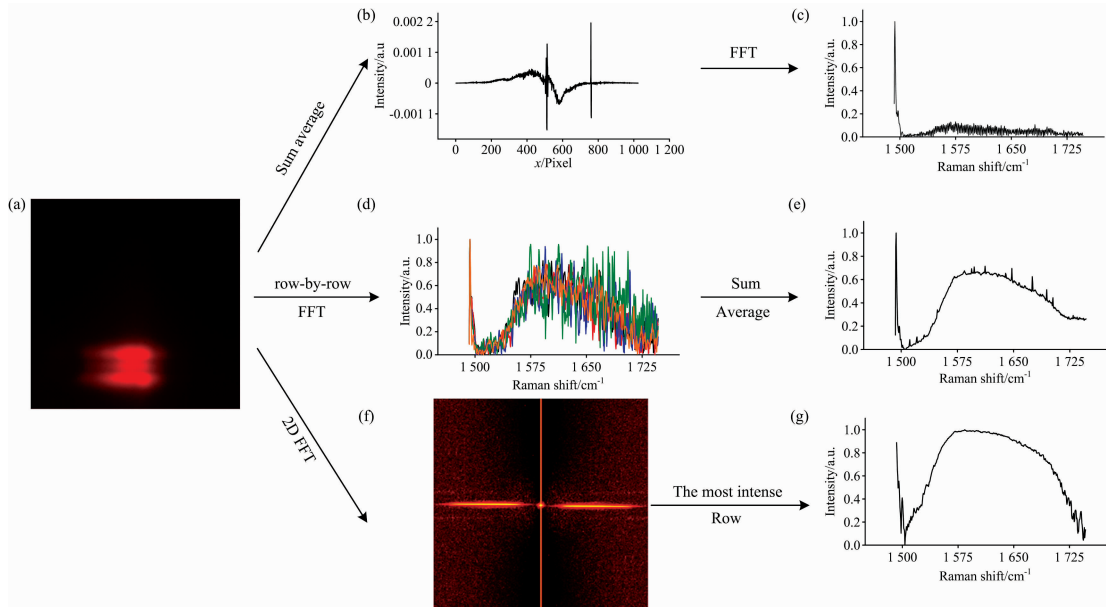 (b)
Intensity/a.u
0.002 2
0.001 1
0
-0.001 1
0 200 400 600 800 1 000 1 200
x/Pixel
FFT
(c)
Intensity/a.u.
1.0
0.8
0.6
0.4
0.2
0.0
1 500 1 575 1 650 1 725
Raman shift/cm-1
Sum average
(a)
row-by-row
FFT
2D FFT
(d)
Intensity/a.u.
1.0
0.8
0.6
0.4
0.2
0.0
1 500 1 575 1 650 1 725
Raman shift/cm-1
Sum
Average
(e)
Intensity/a.u.
1.0
0.8
0.6
0.4
0.2
0.0
1 500 1 575 1 650 1 725
Raman shift/cm-1
(f)
The most intense
Row
(g)
Intensity/a.u.
1.0
0.8
0.6
0.4
0.2
0.0
1 500 1 575 1 650 1 725
Raman shift/cm-1